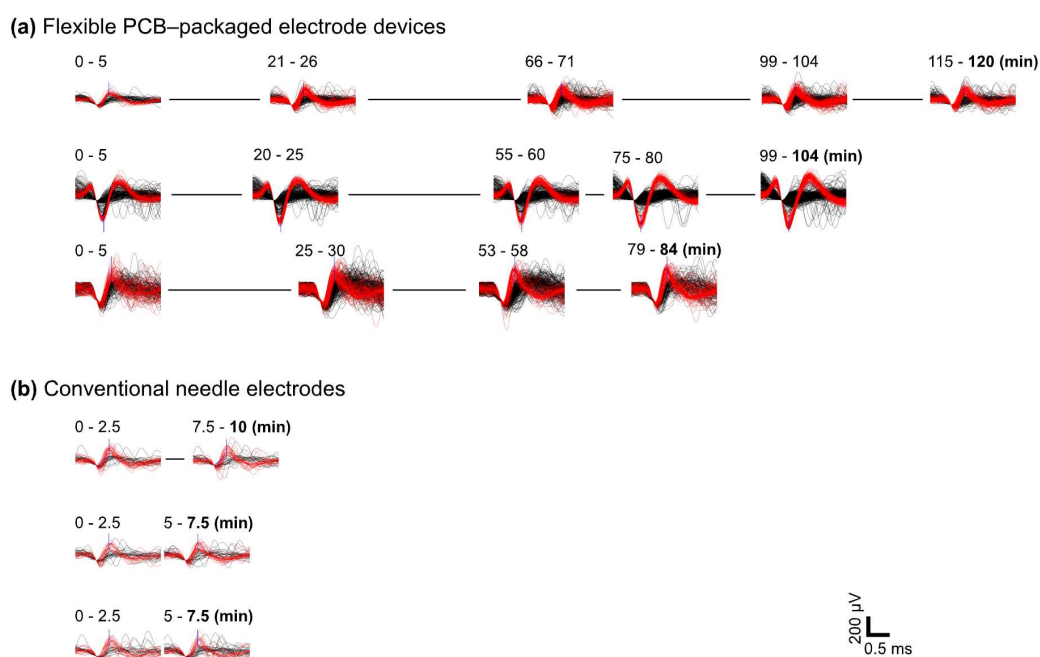 (a) Flexible PCB–packaged electrode devices
0 - 5 21 - 26 66 - 71 99 - 104 115 - 120 (min)
0 - 5 20 - 25 55 - 60 75 - 80 99 - 104 (min)
0 - 5 25 - 30 53 - 58 79 - 84 (min)
(b) Conventional needle electrodes
0 - 2.5 7.5 - 10 (min)
0 - 2.5 5 - 7.5 (min)
0 - 2.5 5 - 7.5 (min)
200 µV
0.5 ms